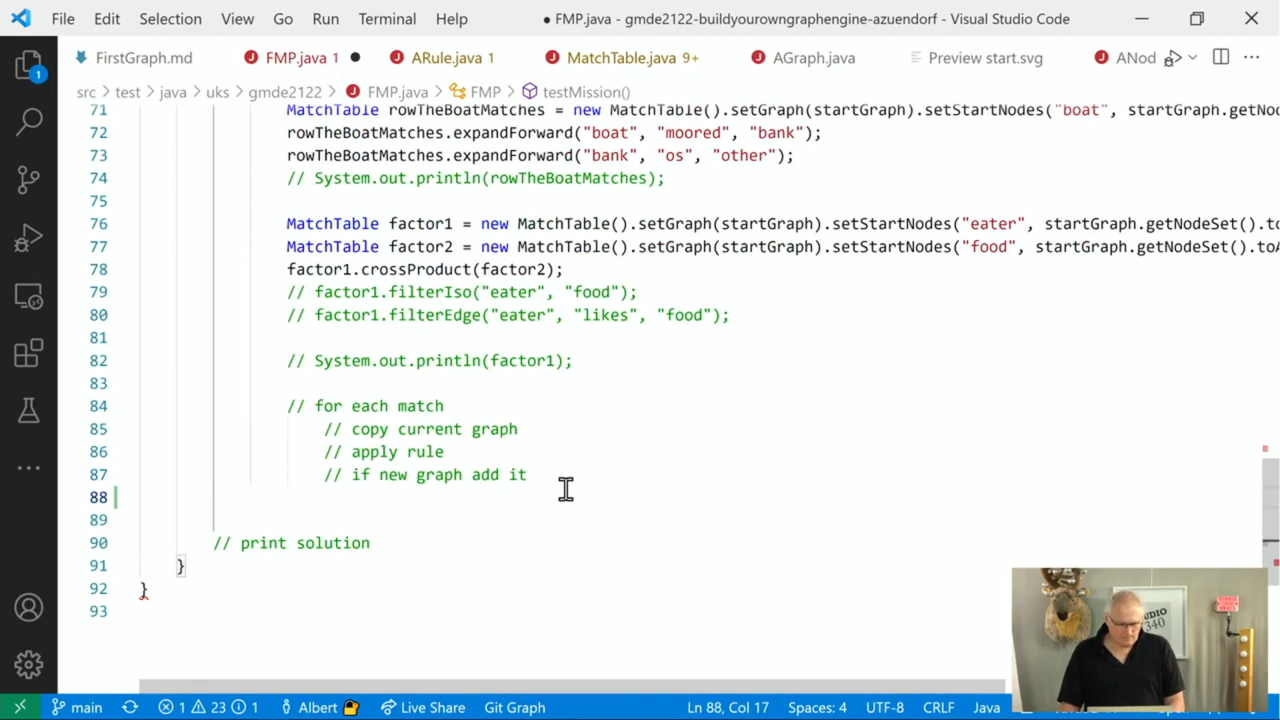 File Edit Selection View Go Run Terminal Help
● FMP.java - gmde2122-buildyourowngraphengine-azuendorf - Visual Studio Code
FirstGraph.md
FMP.java 1
ARule.java 1
MatchTable.java 9+
AGraph.java
Preview start.svg
ANod
src > test > java > uks > gmde2122 > FMP.java > FMP > testMission()
71 MatchTable rowTheBoatMatches = new MatchTable().setGraph(startGraph).setStartNodes("boat", startGraph.getNo
72 rowTheBoatMatches.expandForward("boat", "moored", "bank");
73 rowTheBoatMatches.expandForward("bank", "os", "other");
74 // System.out.println(rowTheBoatMatches);
75
76 MatchTable factor1 = new MatchTable().setGraph(startGraph).setStartNodes("eater", startGraph.getNodeSet().to
77 MatchTable factor2 = new MatchTable().setGraph(startGraph).setStartNodes("food", startGraph.getNodeSet().toA
78 factor1.crossProduct(factor2);
79 // factor1.filterIso("eater", "food");
80 // factor1.filterEdge("eater", "likes", "food");
81
82 // System.out.println(factor1);
83
84 // for each match
85 // copy current graph
86 // apply rule
87 // if new graph add it
88
89
90 // print solution
91 }
92 }
93
1
STUDIO
340
main 1 23 1 Albert Live Share Git Graph Ln 88, Col 17 Spaces: 4 UTF-8 CRLF Java